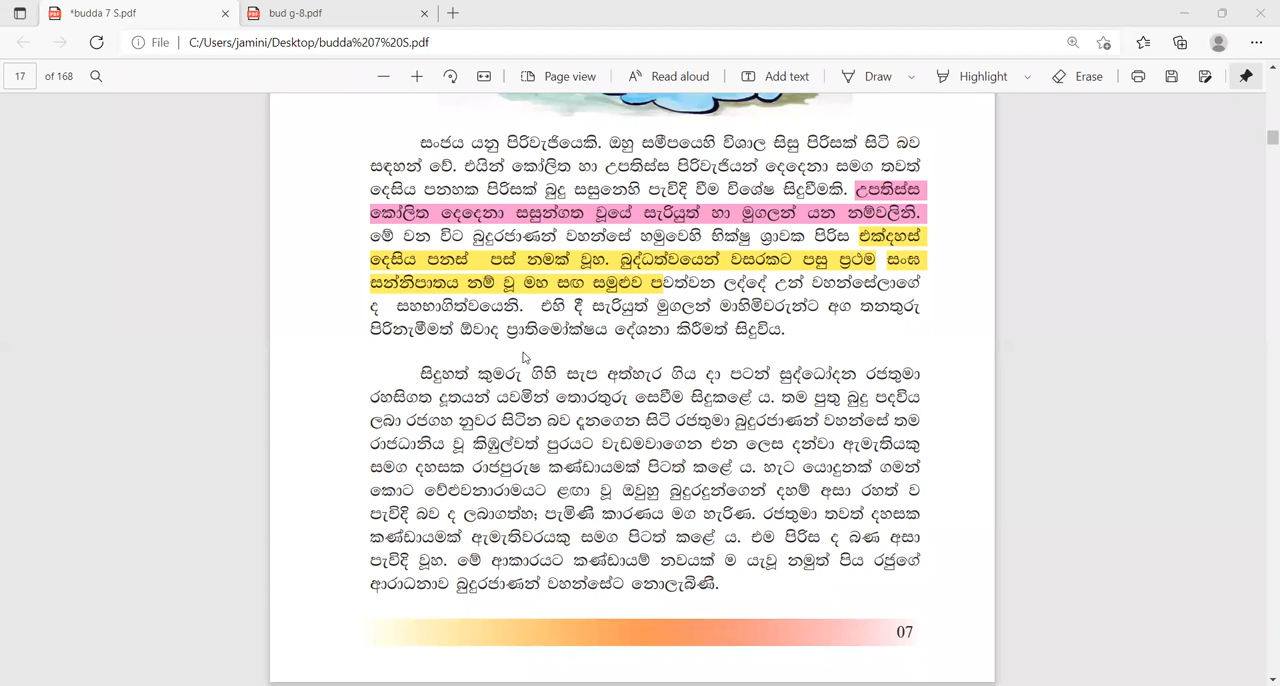 *budda 7 S.pdf
bud g-8.pdf
File C:/Users/jamini/Desktop/budda%207%20S.pdf
17 of 168 Page view Read aloud Add text Draw Highlight Erase
සංජය යනු පිරිවැජියෙකි. ඔහු සමීපයෙහි විශාල සිසු පිරිසක් සිටි බව
සඳහන් වේ. එයින් කෝලිත හා උපතිස්ස පිරිවැජියන් දෙදෙනා සමග තවත්
දෙසිය පනහක පිරිසක් බුදු සසුනෙහි පැවිදි වීම විශේෂ සිදුවීමකි. උපතිස්ස
කෝලිත දෙදෙනා සසුන්ගත වූයේ සැරියුත් හා මුගලන් යන නම්වලිනි.
මේ වන විට බුදුරජාණන් වහන්සේ හමුවෙහි භික්ෂු ශ්‍රාවක පිරිස එක්දහස්
දෙසිය පනස් පස් නමක් වූහ. බුද්ධත්වයෙන් වසරකට පසු ප්‍රථම සංඝ
සන්නිපාතය නම් වූ මහ සඟ සමුළුව පවත්වන ලද්දේ උන් වහන්සේලාගේ
ද සහභාගිත්වයෙනි. එහි දී සැරියුත් මුගලන් මාහිමිවරුන්ට අග තනතුරු
පිරිනැමීමත් ඕවාද ප්‍රාතිමෝක්ෂය දේශනා කිරීමත් සිදුවිය.
සිදුහත් කුමරු ගිහි සැප අත්හැර ගිය දා පටන් සුද්ධෝදන රජතුමා
රහසිගත දූතයන් යවමින් තොරතුරු සෙවීම සිදුකළේ ය. තම පුතු බුදු පදවිය
ලබා රජගහ නුවර සිටින බව දැනගෙන සිටි රජතුමා බුදුරජාණන් වහන්සේ තම
රාජධානිය වූ කිඹුල්වත් පුරයට වැඩමවාගෙන එන ලෙස දන්වා ඇමැතියකු
සමග දහසක රාජපුරුෂ කණ්ඩායමක් පිටත් කළේ ය. හැට යොදුනක් ගමන්
කොට වේළුවනාරාමයට ළඟා වූ ඔවුහු බුදුරදුන්ගෙන් දහම් අසා රහත් ව
පැවිදි බව ද ලබාගත්හ; පැමිණි කාරණය මග හැරිණ. රජතුමා තවත් දහසක
කණ්ඩායමක් ඇමැතිවරයකු සමග පිටත් කළේ ය. එම පිරිස ද බණ අසා
පැවිදි වූහ. මේ ආකාරයට කණ්ඩායම් නවයක් ම යැවූ නමුත් පිය රජුගේ
ආරාධනාව බුදුරජාණන් වහන්සේට නොලැබිණි.
07